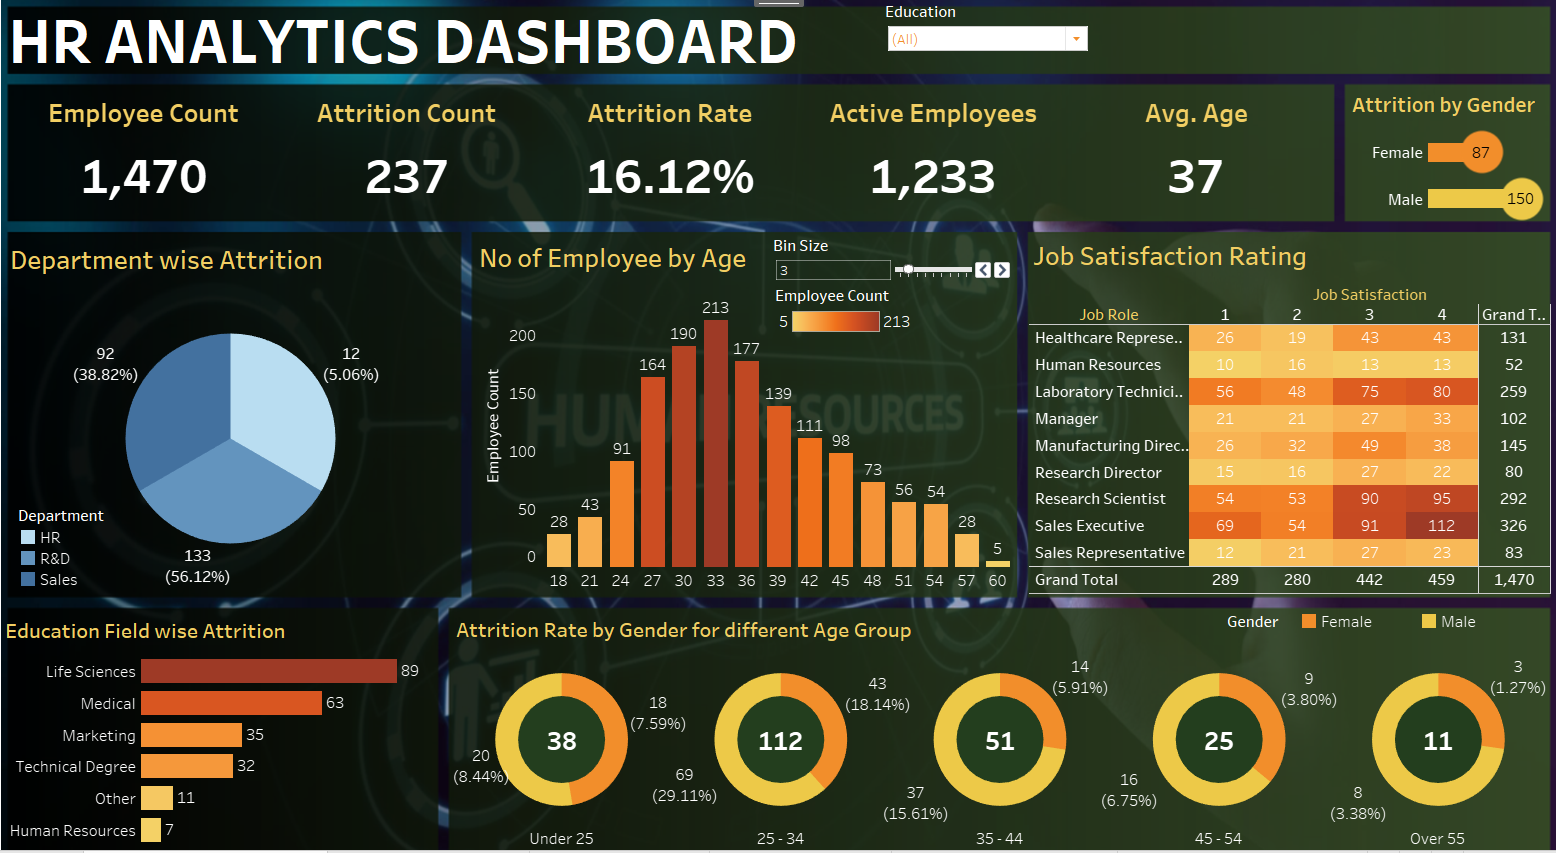 HR ANALYTICS DASHBOARD
Education
(All)
Employee Count
1,470
Attrition Count
237
Attrition Rate
16.12%
Active Employees
1,233
Avg. Age
37
Attrition by Gender
Female 87
Male 150
Department wise Attrition
92
(38.82%)
12
(5.06%)
133
(56.12%)
Department
HR
R&D
Sales
No of Employee by Age
Bin Size
3
Employee Count
5 213
Employee Count
200
150
100
50
0
28 43 91 164 190 213 177 139 111 98 73 56 54 28 5
18 21 24 27 30 33 36 39 42 45 48 51 54 57 60
HUMAN RESOURCES
Job Satisfaction Rating
Job Satisfaction
Job Role 1 2 3 4 Grand T..
Healthcare Represe.. 26 19 43 43 131
Human Resources 10 16 13 13 52
Laboratory Technici.. 56 48 75 80 259
Manager 21 21 27 33 102
Manufacturing Direc.. 26 32 49 38 145
Research Director 15 16 27 22 80
Research Scientist 54 53 90 95 292
Sales Executive 69 54 91 112 326
Sales Representative 12 21 27 23 83
Grand Total 289 280 442 459 1,470
Education Field wise Attrition
Life Sciences 89
Medical 63
Marketing 35
Technical Degree 32
Other 11
Human Resources 7
Attrition Rate by Gender for different Age Group
Gender Female Male
38
18
(7.59%)
20
(8.44%)
Under 25
112
43
(18.14%)
69
(29.11%)
25 - 34
51
14
(5.91%)
37
(15.61%)
35 - 44
25
9
(3.80%)
16
(6.75%)
45 - 54
11
3
(1.27%)
8
(3.38%)
Over 55